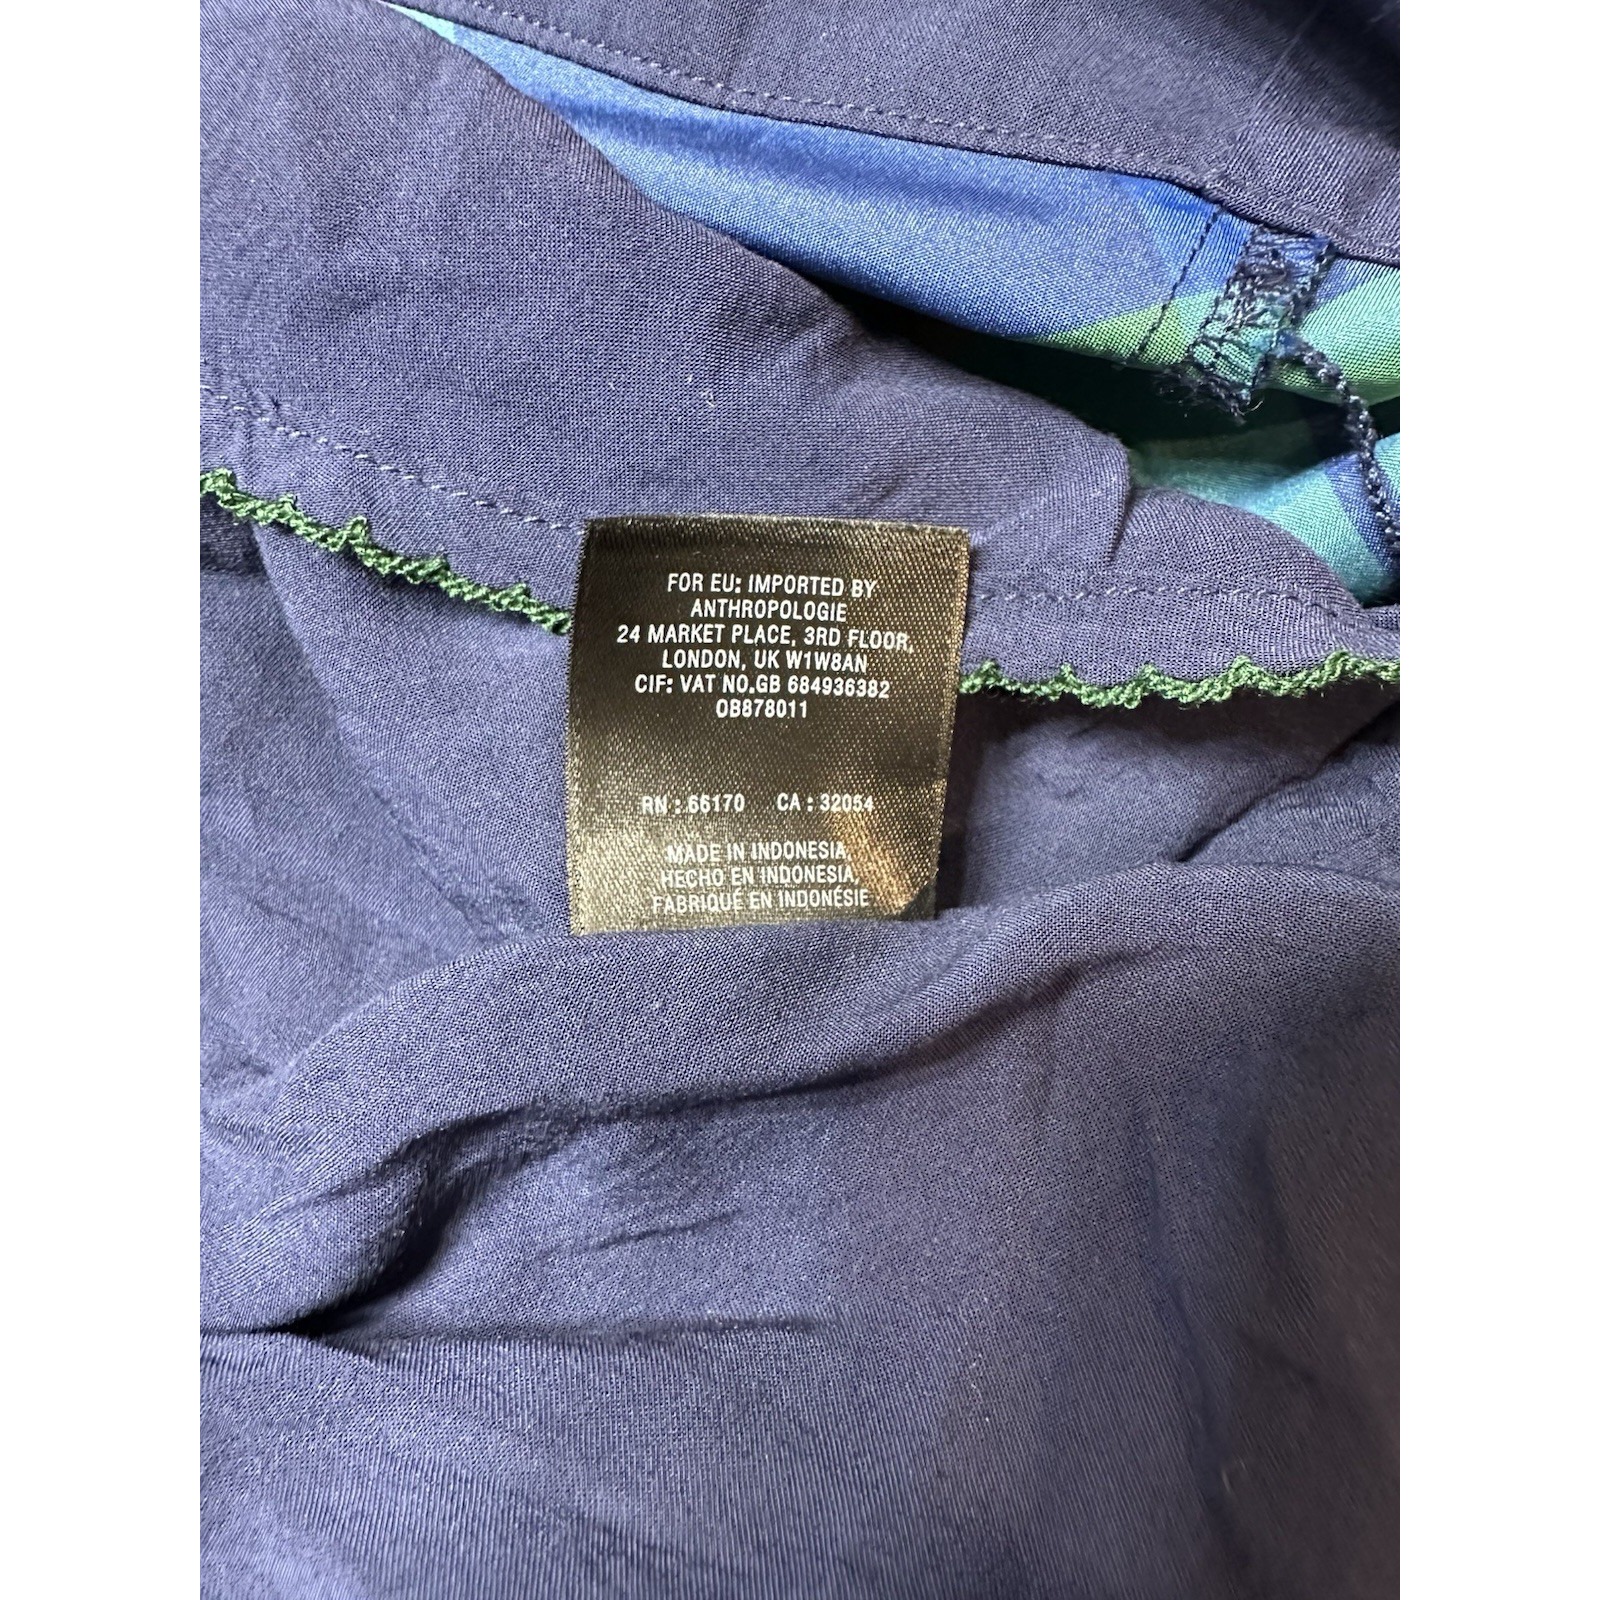 FOR EU: IMPORTED BY
ANTHROPOLOGIE
24 MARKET PLACE, 3RD FLOOR,
LONDON, UK W1W8AN
CIF: VAT NO.GB 684936382
OB878011
RN : 66170 CA : 32054
MADE IN INDONESIA
HECHO EN INDONESIA,
FABRIQUÉ EN INDONÉSIE